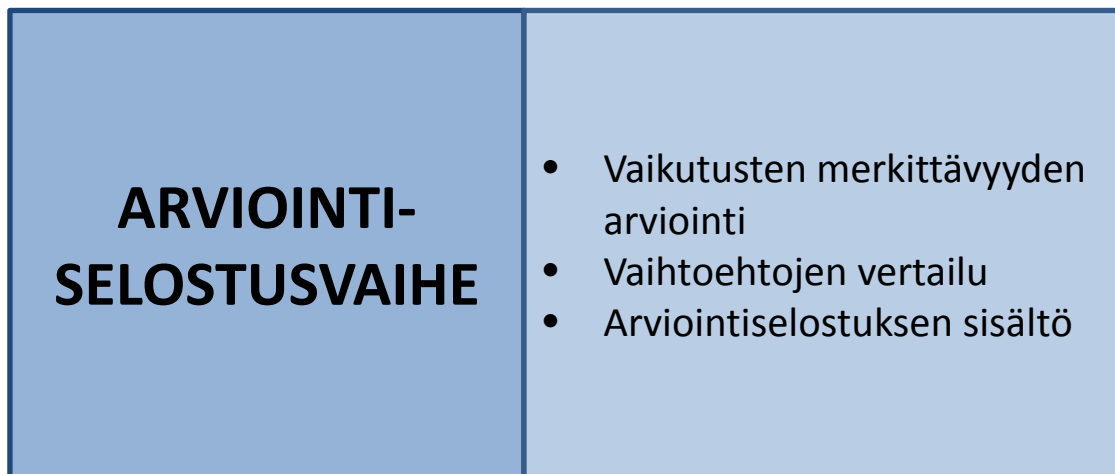 ARVIOINTI-
SELOSTUSVAIHE
• Vaikutusten merkittävyyden
arviointi
• Vaihtoehtojen vertailu
• Arviointiselostuksen sisältö